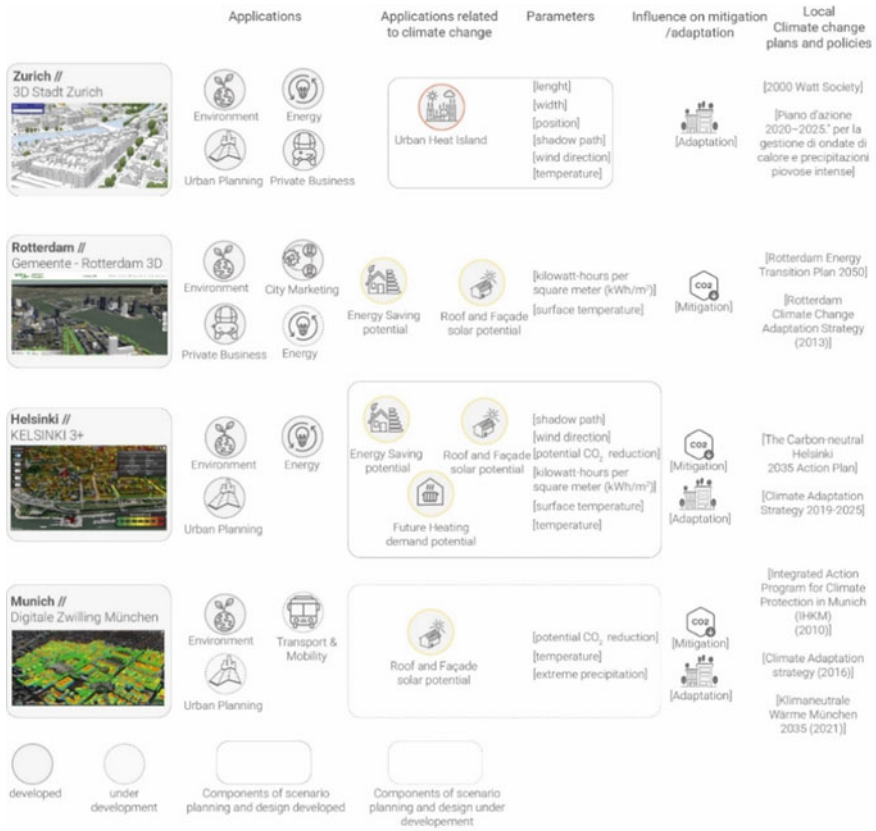 Applications
Applications related
to climate change
Parameters
Influence on mitigation
/adaptation
Local
Climate change
plans and policies
Zurich //
3D Stadt Zurich
Environment
Energy
Urban Planning
Private Business
Urban Heat Island
[lenght]
[width]
[position]
[shadow path]
[wind direction]
[temperature]
[Adaptation]
[2000 Watt Society]
[Piano d'azione
2020–2025." per la
gestione di ondate di
calore e precipitazioni
piovose intense]
Rotterdam //
Gemeente - Rotterdam 3D
Environment
City Marketing
Private Business
Energy
Energy Saving
potential
Roof and Façade
solar potential
[kilowatt-hours per
square meter (kWh/m²)]
[surface temperature]
CO2
[Mitigation]
[Rotterdam Energy
Transition Plan 2050]
[Rotterdam
Climate Change
Adaptation Strategy
(2013)]
Helsinki //
KELSINKI 3+
Environment
Energy
Urban Planning
Energy Saving
potential
Roof and Façade
solar potential
Future Heating
demand potential
[shadow path]
[wind direction]
[potential CO₂ reduction]
[kilowatt-hours per
square meter (kWh/m²)]
[surface temperature]
[temperature]
CO2
[Mitigation]
[Adaptation]
[The Carbon-neutral
Helsinki
2035 Action Plan]
[Climate Adaptation
Strategy 2019-2025]
Munich //
Digitale Zwilling München
Environment
Transport &
Mobility
Urban Planning
Roof and Façade
solar potential
[potential CO₂ reduction]
[temperature]
[extreme precipitation]
CO2
[Mitigation]
[Adaptation]
[Integrated Action
Program for Climate
Protection in Munich
(IHKM)
(2010)]
[Climate Adaptation
strategy (2016)]
[Klimaneutrale
Wärme München
2035 (2021)]
developed
under
development
Components of scenario
planning and design developed
Components of scenario
planning and design under
developement